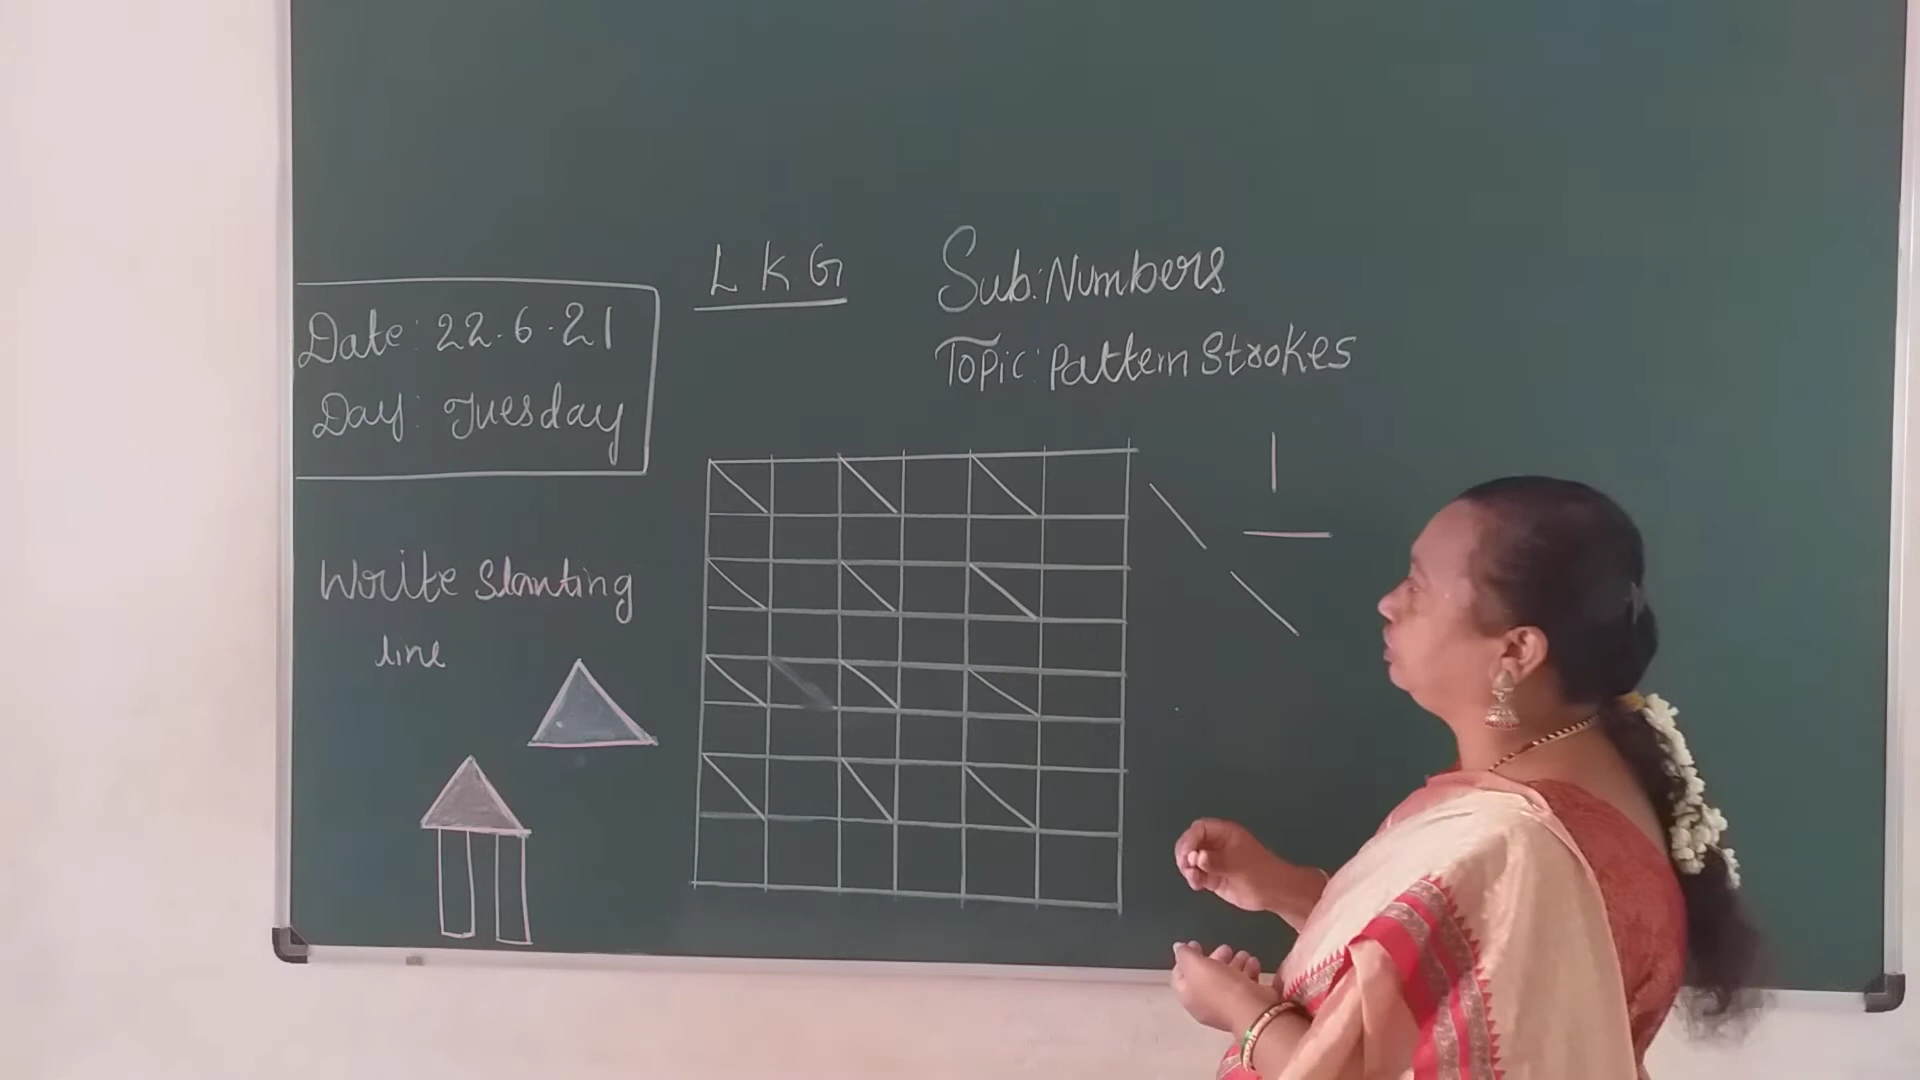 LKG
Sub: Numbers
Topic: Pattern Strokes
Date: 22.6.21
Day: Tuesday
Write Slanting
line